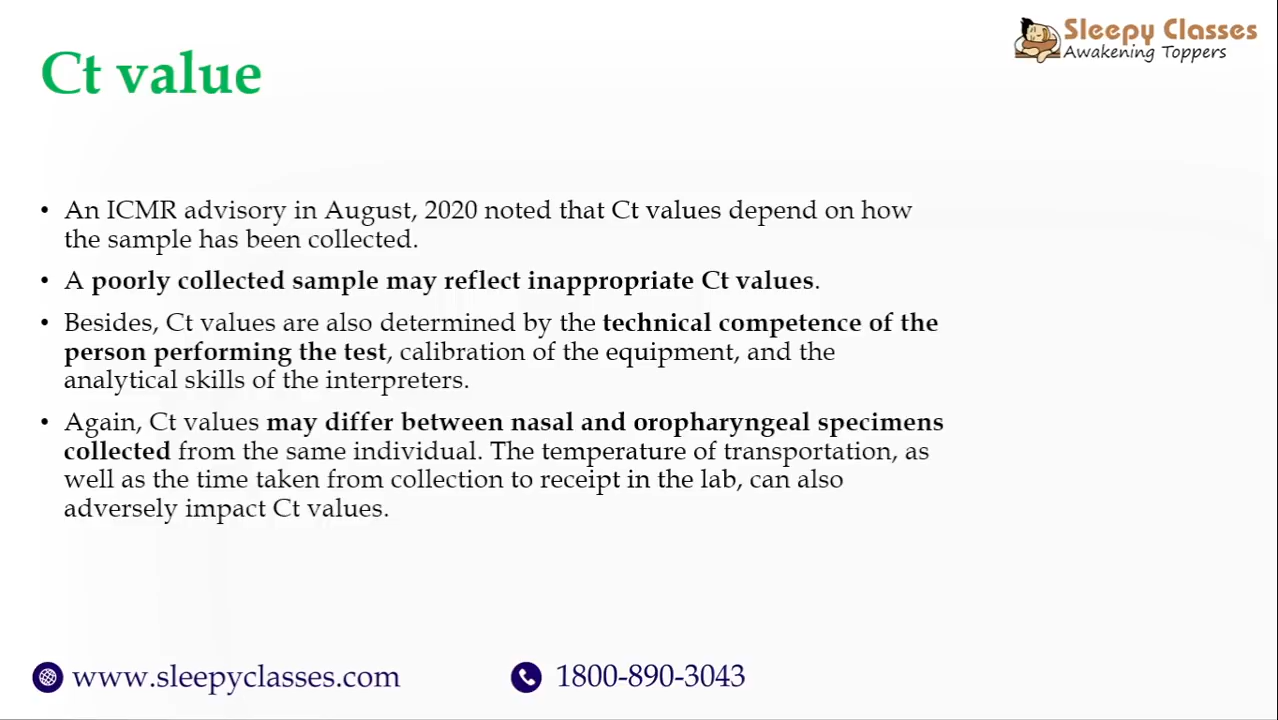 Sleepy Classes
Awakening Toppers
Ct value
• An ICMR advisory in August, 2020 noted that Ct values depend on how
the sample has been collected.
• A poorly collected sample may reflect inappropriate Ct values.
• Besides, Ct values are also determined by the technical competence of the
person performing the test, calibration of the equipment, and the
analytical skills of the interpreters.
• Again, Ct values may differ between nasal and oropharyngeal specimens
collected from the same individual. The temperature of transportation, as
well as the time taken from collection to receipt in the lab, can also
adversely impact Ct values.
www.sleepyclasses.com
1800-890-3043